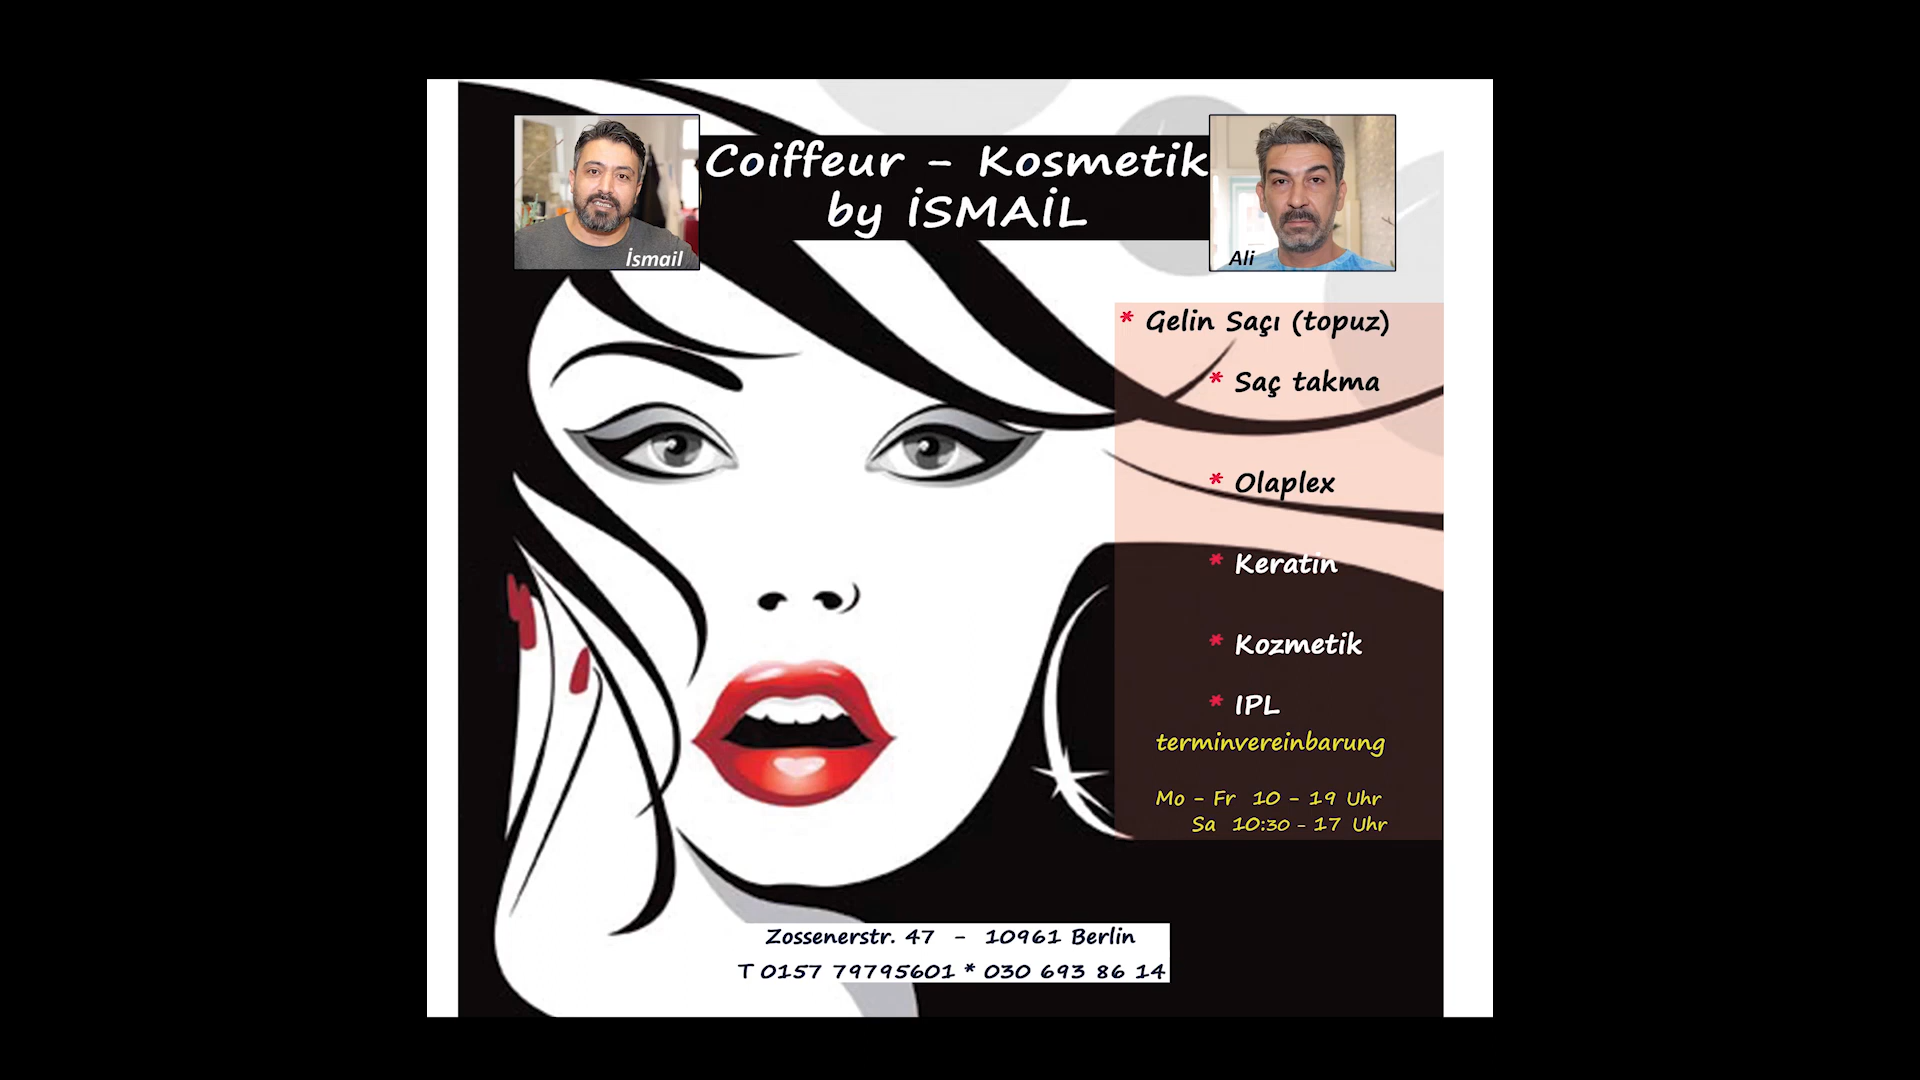 Coiffeur - Kosmetik
by İSMAİL
İsmail
Ali
* Gelin Saçı (topuz)
* Saç takma
* Olaplex
* Keratin
* Kozmetik
* IPL
terminvereinbarung
Mo - Fr 10 - 19 Uhr
Sa 10:30 - 17 Uhr
Zossenerstr. 47 - 10961 Berlin
T 0157 79795601 * 030 693 86 14